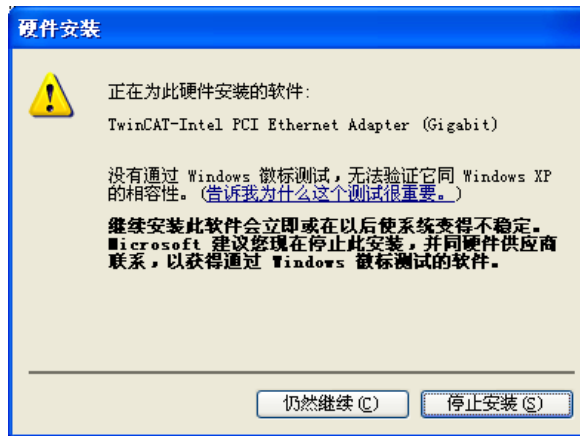 硬件安装
正在为此硬件安装的软件:
TwinCAT-Intel PCI Ethernet Adapter (Gigabit)
没有通过 Windows 徽标测试，无法验证它同 Windows XP
的相容性。(告诉我为什么这个测试很重要。)
继续安装此软件会立即或在以后使系统变得不稳定。
Microsoft 建议您现在停止此安装，并同硬件供应商
联系，以获得通过 Windows 徽标测试的软件。
仍然继续(C)
停止安装(S)